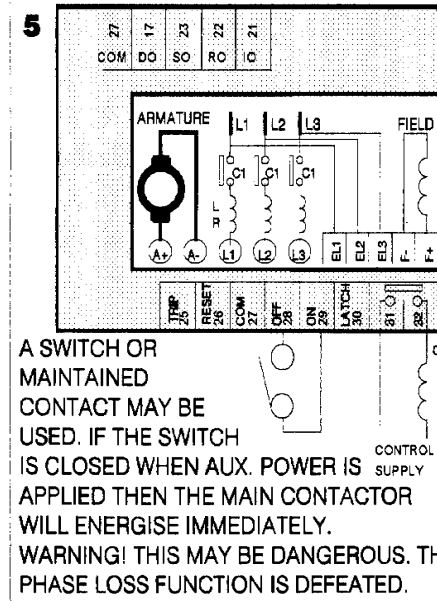 5
27 17 23 22 21
COM DO SO RO IO
ARMATURE L1 L2 L3 FIELD
C1 C1 C1
L
R
A+ A- L1 L2 L3 EL1 EL2 EL3 F- F+
TRIP 25 RESET 26 COM 27 OFF 28 ON 29 LATCH 30 31 32
A SWITCH OR
MAINTAINED
CONTACT MAY BE
USED. IF THE SWITCH
IS CLOSED WHEN AUX. POWER IS
CONTROL
SUPPLY
APPLIED THEN THE MAIN CONTACTOR
WILL ENERGISE IMMEDIATELY.
WARNING! THIS MAY BE DANGEROUS. TH
PHASE LOSS FUNCTION IS DEFEATED.